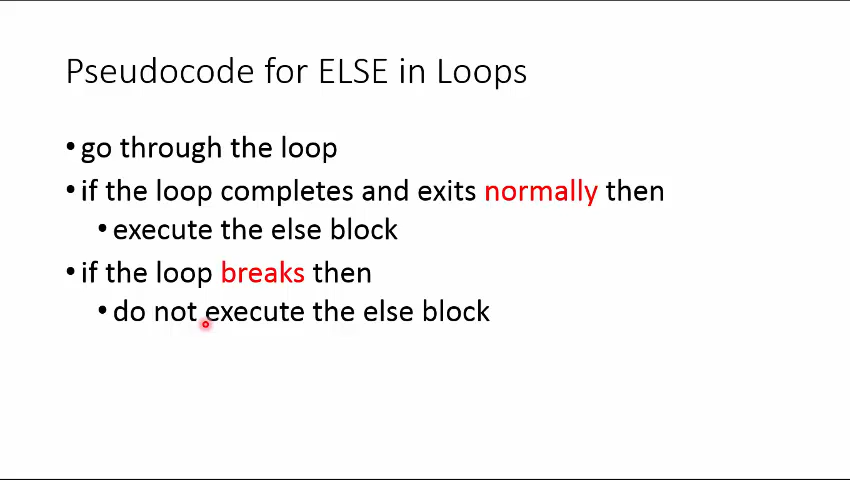 Pseudocode for ELSE in Loops
• go through the loop
• if the loop completes and exits normally then
• execute the else block
• if the loop breaks then
• do not execute the else block